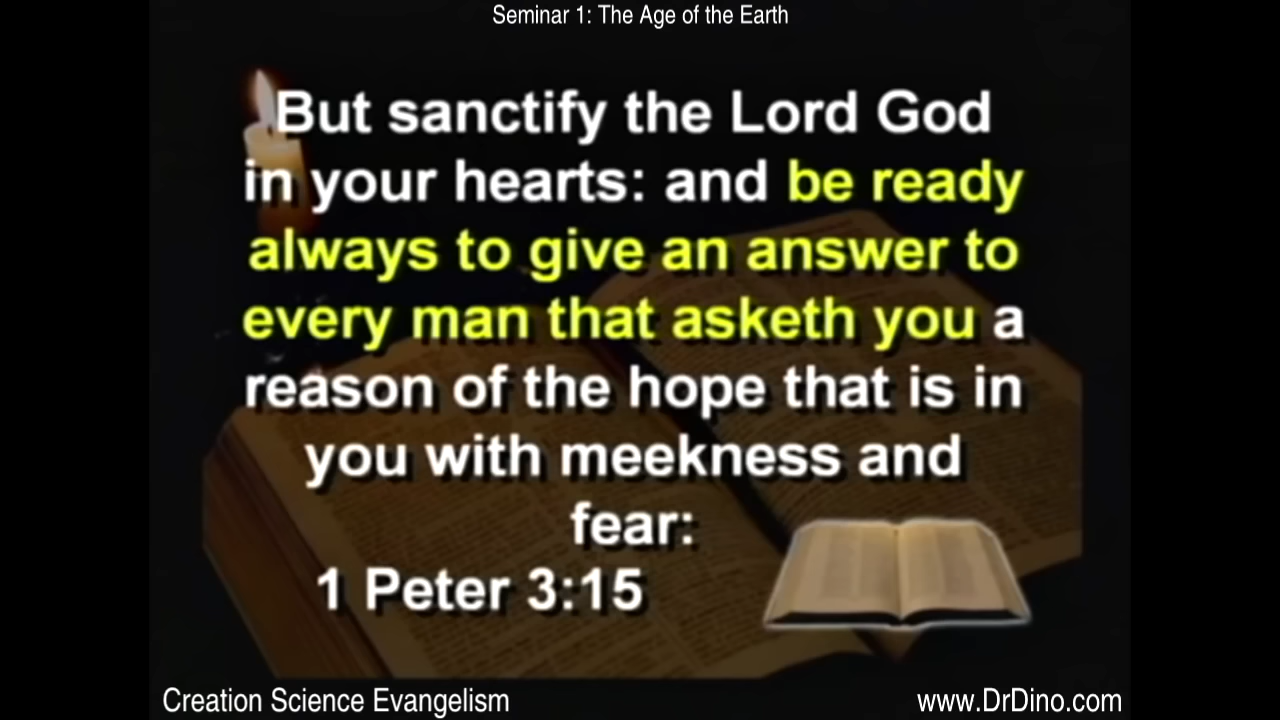 Seminar 1: The Age of the Earth
But sanctify the Lord God
in your hearts: and be ready
always to give an answer to
every man that asketh you a
reason of the hope that is in
you with meekness and
fear:
1 Peter 3:15
Creation Science Evangelism
www.DrDino.com